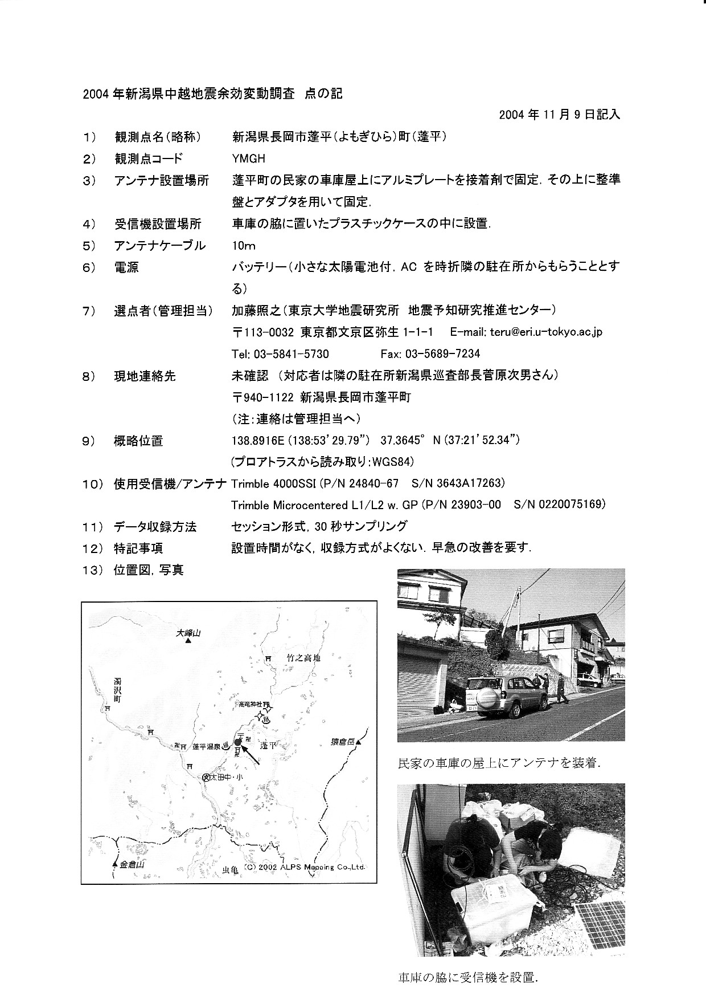 2004 年新潟県中越地震余効変動調査　点の記
2004 年 11 月 9 日記入
1)　観測点名(略称)　新潟県長岡市蓬平(よもぎひら)町(蓬平)
2)　観測点コード　YMGH
3)　アンテナ設置場所　蓬平町の民家の車庫屋上にアルミプレートを接着剤で固定. その上に整準
盤とアダプタを用いて固定.
4)　受信機設置場所　車庫の脇に置いたプラスチックケースの中に設置.
5)　アンテナケーブル　10m
6)　電源　バッテリー(小さな太陽電池付. AC を時折隣の駐在所からもらうこととす
る)
7)　選点者(管理担当)　加藤照之(東京大学地震研究所　地震予知研究推進センター)
〒113-0032 東京都文京区弥生 1-1-1　E-mail: teru@eri.u-tokyo.ac.jp
Tel: 03-5841-5730　Fax: 03-5689-7234
8)　現地連絡先　未確認 (対応者は隣の駐在所新潟県巡査部長菅原次男さん)
〒940-1122 新潟県長岡市蓬平町
(注:連絡は管理担当へ)
9)　概略位置　138.8916E (138:53' 29.79”)　37.3645° N (37:21' 52.34”)
(プロアトラスから読み取り:WGS84)
10)　使用受信機/アンテナ Trimble 4000SSI (P/N 24840-67　S/N 3643A17263)
Trimble Microcentered L1/L2 w. GP (P/N 23903-00　S/N 0220075169)
11)　データ収録方法　セッション形式, 30 秒サンプリング
12)　特記事項　設置時間がなく, 収録方式がよくない. 早急の改善を要す.
13)　位置図, 写真
大峰山
竹之高地
濁沢町
高竜神社
猿倉岳
蓬平温泉
蓬平
太田中・小
金倉山
虫亀
(C) 2002 ALPS Mapping Co.,Ltd.
民家の車庫の屋上にアンテナを装着.
車庫の脇に受信機を設置.